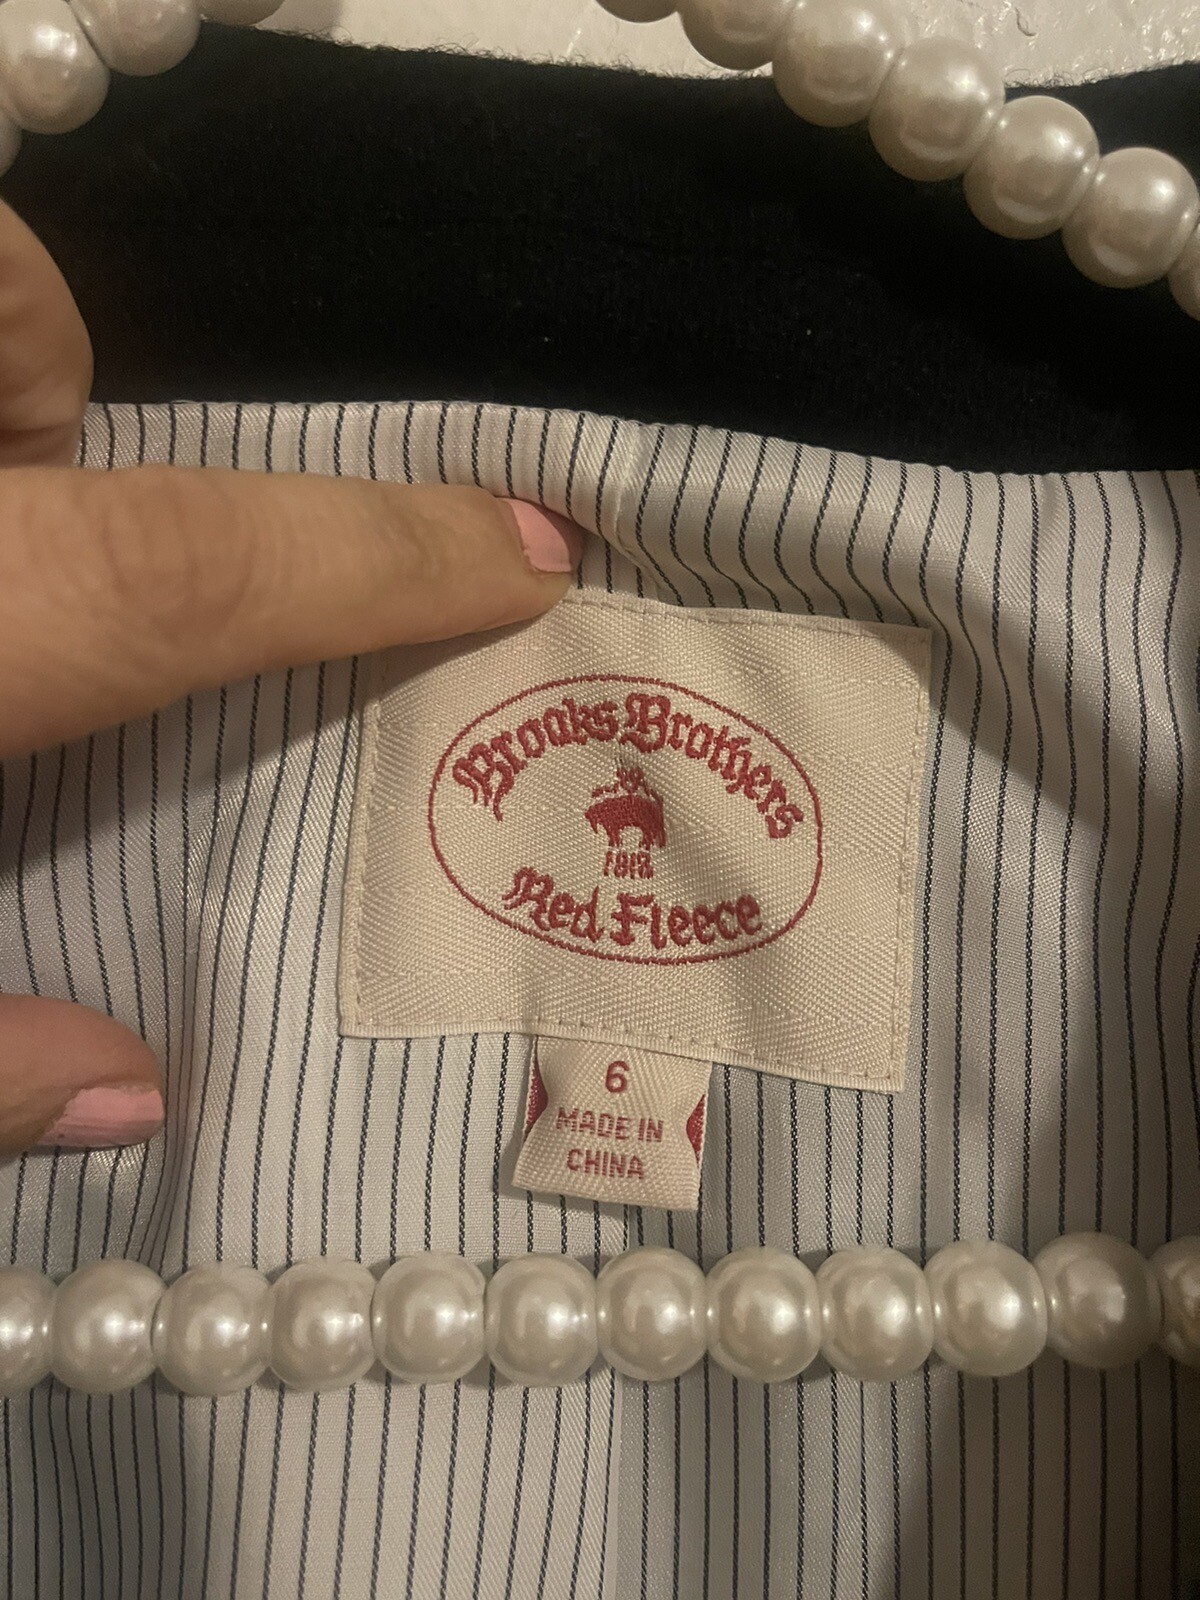 Brooks Brothers
1818
Red Fleece
6
MADE IN
CHINA